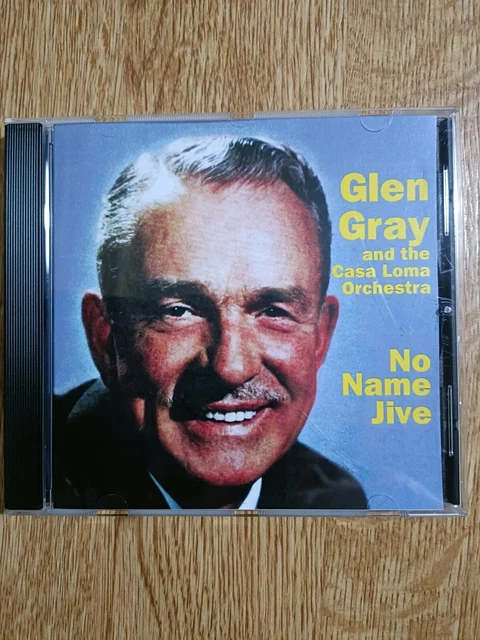 Glen
Gray
and the
Casa Loma
Orchestra
No
Name
Jive